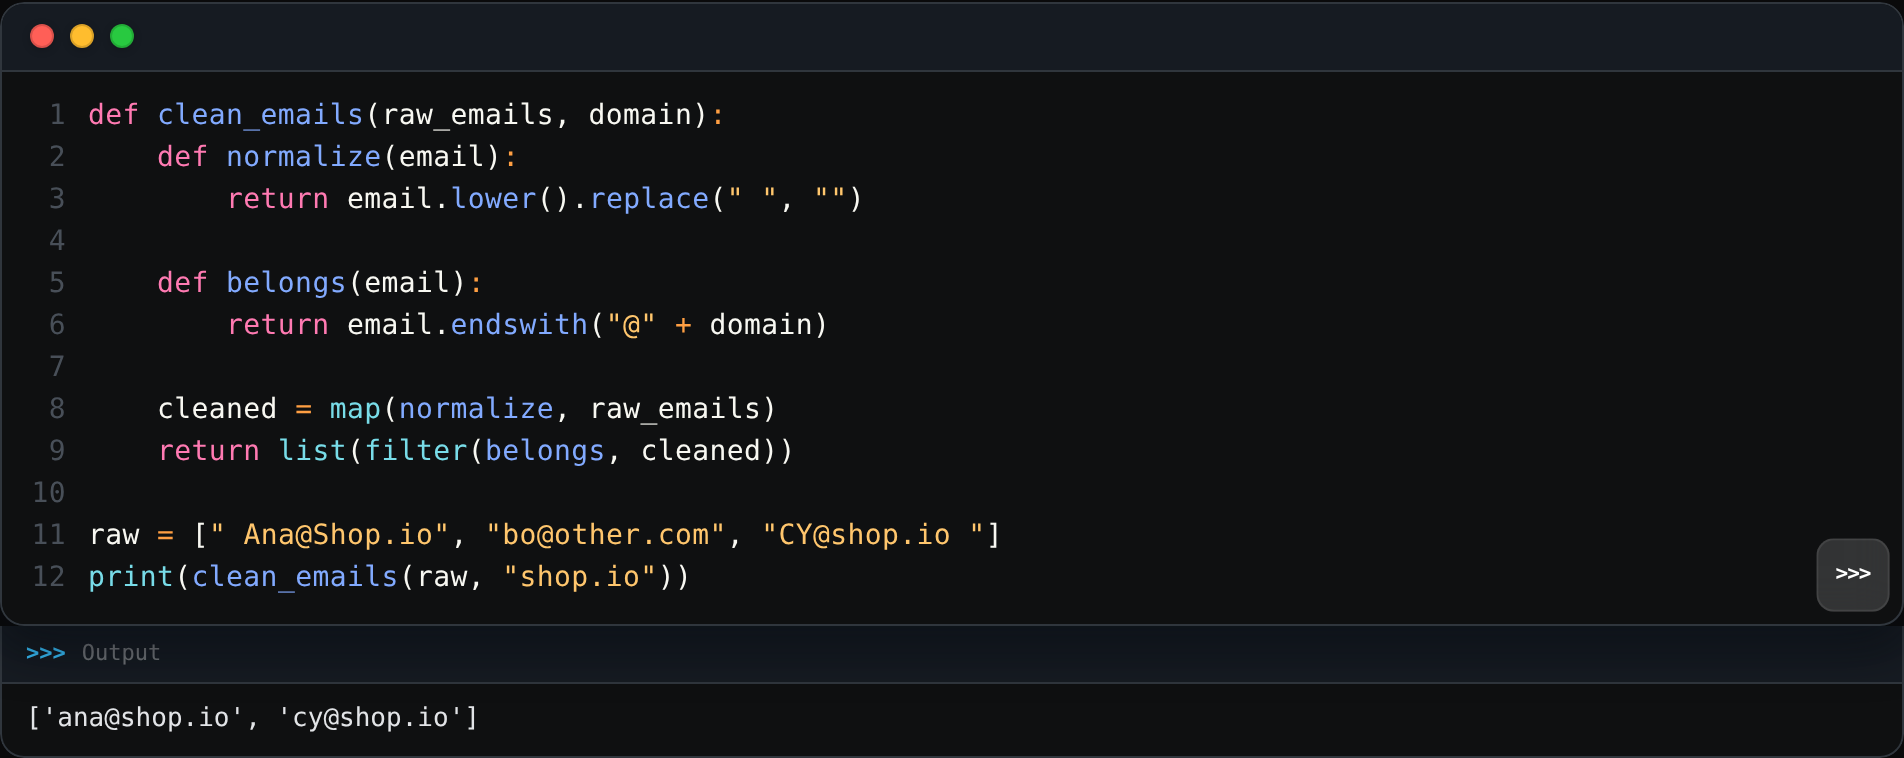 1 def clean_emails(raw_emails, domain):
2     def normalize(email):
3         return email.lower().replace(" ", "")
4
5     def belongs(email):
6         return email.endswith("@" + domain)
7
8     cleaned = map(normalize, raw_emails)
9     return list(filter(belongs, cleaned))
10
11 raw = [" Ana@Shop.io", "bo@other.com", "CY@shop.io "]
12 print(clean_emails(raw, "shop.io"))
>>>
>>> Output
['ana@shop.io', 'cy@shop.io']